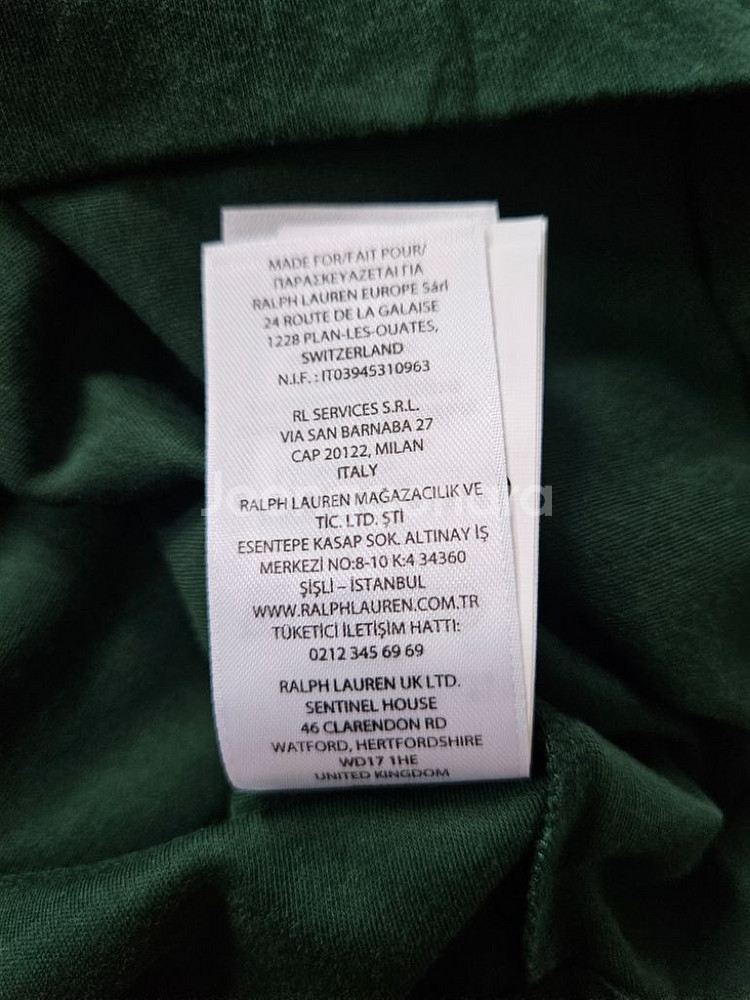 MADE FOR/FAIT POUR/
ΠΑΡΑΣΚΕΥΑΖΕΤΑΙ ΓΙΑ
RALPH LAUREN EUROPE Sárl
24 ROUTE DE LA GALAISE
1228 PLAN-LES-OUATES,
SWITZERLAND
N.I.F. : IT03945310963
RL SERVICES S.R.L.
VIA SAN BARNABA 27
CAP 20122, MILAN
ITALY
RALPH LAUREN MAĞAZACILIK VE
TİC. LTD. ŞTİ
ESENTEPE KASAP SOK. ALTINAY İŞ
MERKEZİ NO:8-10 K:4 34360
ŞİŞLİ – İSTANBUL
WWW.RALPHLAUREN.COM.TR
TÜKETİCİ İLETİŞİM HATTI:
0212 345 69 69
RALPH LAUREN UK LTD.
SENTINEL HOUSE
46 CLARENDON RD
WATFORD, HERTFORDSHIRE
WD17 1HE
UNITED KINGDOM